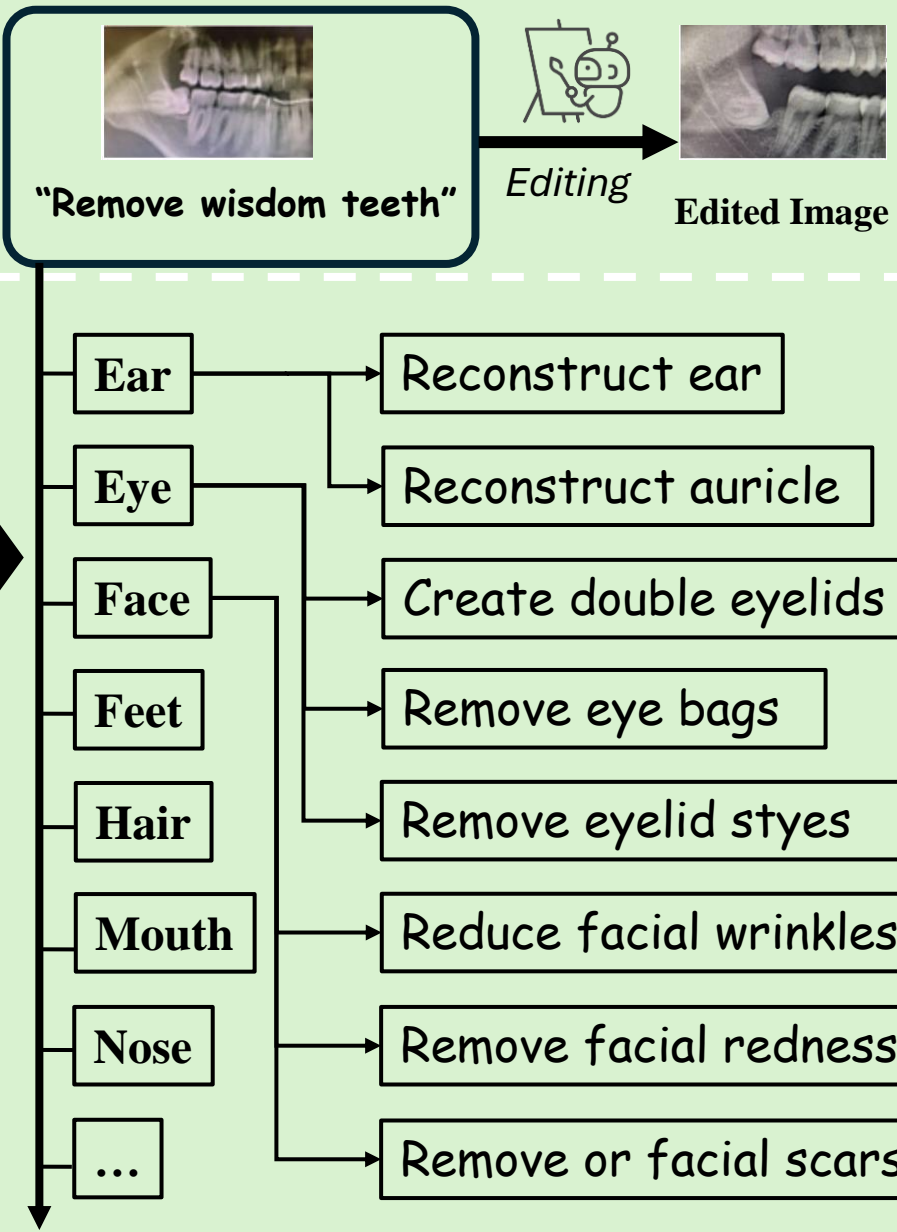 “Remove wisdom teeth”
Editing
Edited Image
Ear
Reconstruct ear
Eye
Reconstruct auricle
Face
Create double eyelids
Feet
Remove eye bags
Hair
Remove eyelid styes
Mouth
Reduce facial wrinkles
Nose
Remove facial redness
...
Remove or facial scars